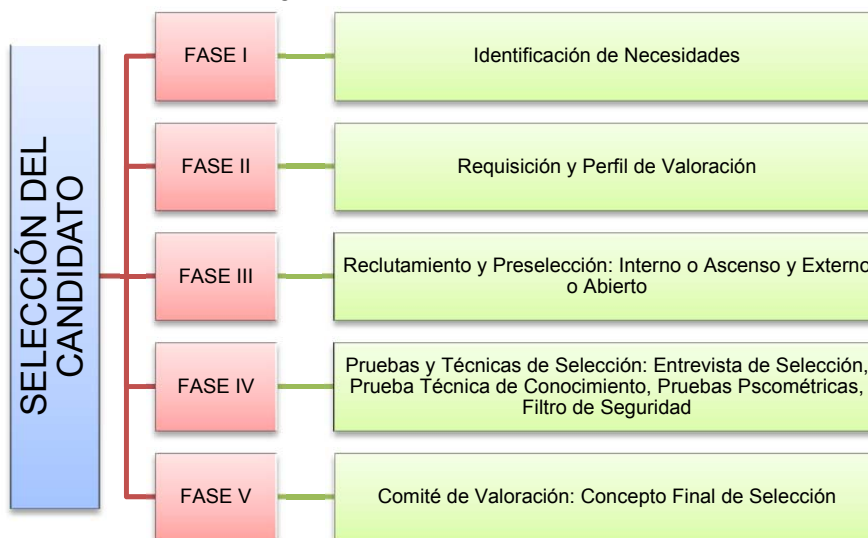 SELECCIÓN DEL
CANDIDATO
FASE I
Identificación de Necesidades
FASE II
Requisición y Perfil de Valoración
FASE III
Reclutamiento y Preselección: Interno o Ascenso y Externo
o Abierto
FASE IV
Pruebas y Técnicas de Selección: Entrevista de Selección,
Prueba Técnica de Conocimiento, Pruebas Pscométricas,
Filtro de Seguridad
FASE V
Comité de Valoración: Concepto Final de Selección